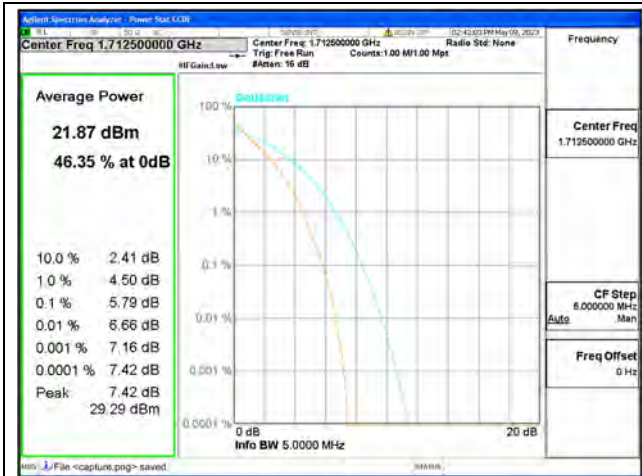 Agilent Spectrum Analyzer - Power Stat CCDF
RL 50 Ω SENSE:INT 02:42:03 PM May 09, 2023
Center Freq 1.712500000 GHz
Center Freq: 1.712500000 GHz
Radio Std: None
Trig: Free Run Counts:1.00 M/1.00 Mpt
#IFGain:Low #Atten: 16 dB
Frequency
Average Power
21.87 dBm
46.35 % at 0dB
10.0 % 2.41 dB
1.0 % 4.50 dB
0.1 % 5.79 dB
0.01 % 6.66 dB
0.001 % 7.16 dB
0.0001 % 7.42 dB
Peak 7.42 dB
29.29 dBm
Gaussian
100 %
10 %
1 %
0.1 %
0.01 %
0.001 %
0.0001 %
0 dB 20 dB
Info BW 5.0000 MHz
Center Freq
1.712500000 GHz
CF Step
5.000000 MHz
Auto Man
Freq Offset
0 Hz
MSG File <capture.png> saved STATUS